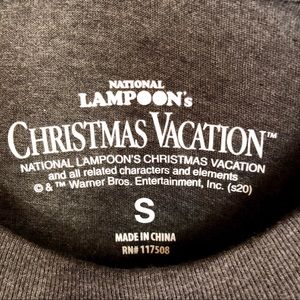 NATIONAL
LAMPOON's
CHRISTMAS VACATION™
NATIONAL LAMPOON'S CHRISTMAS VACATION
and all related characters and elements
© & ™ Warner Bros. Entertainment, Inc. (s20)
S
MADE IN CHINA
RN# 117508